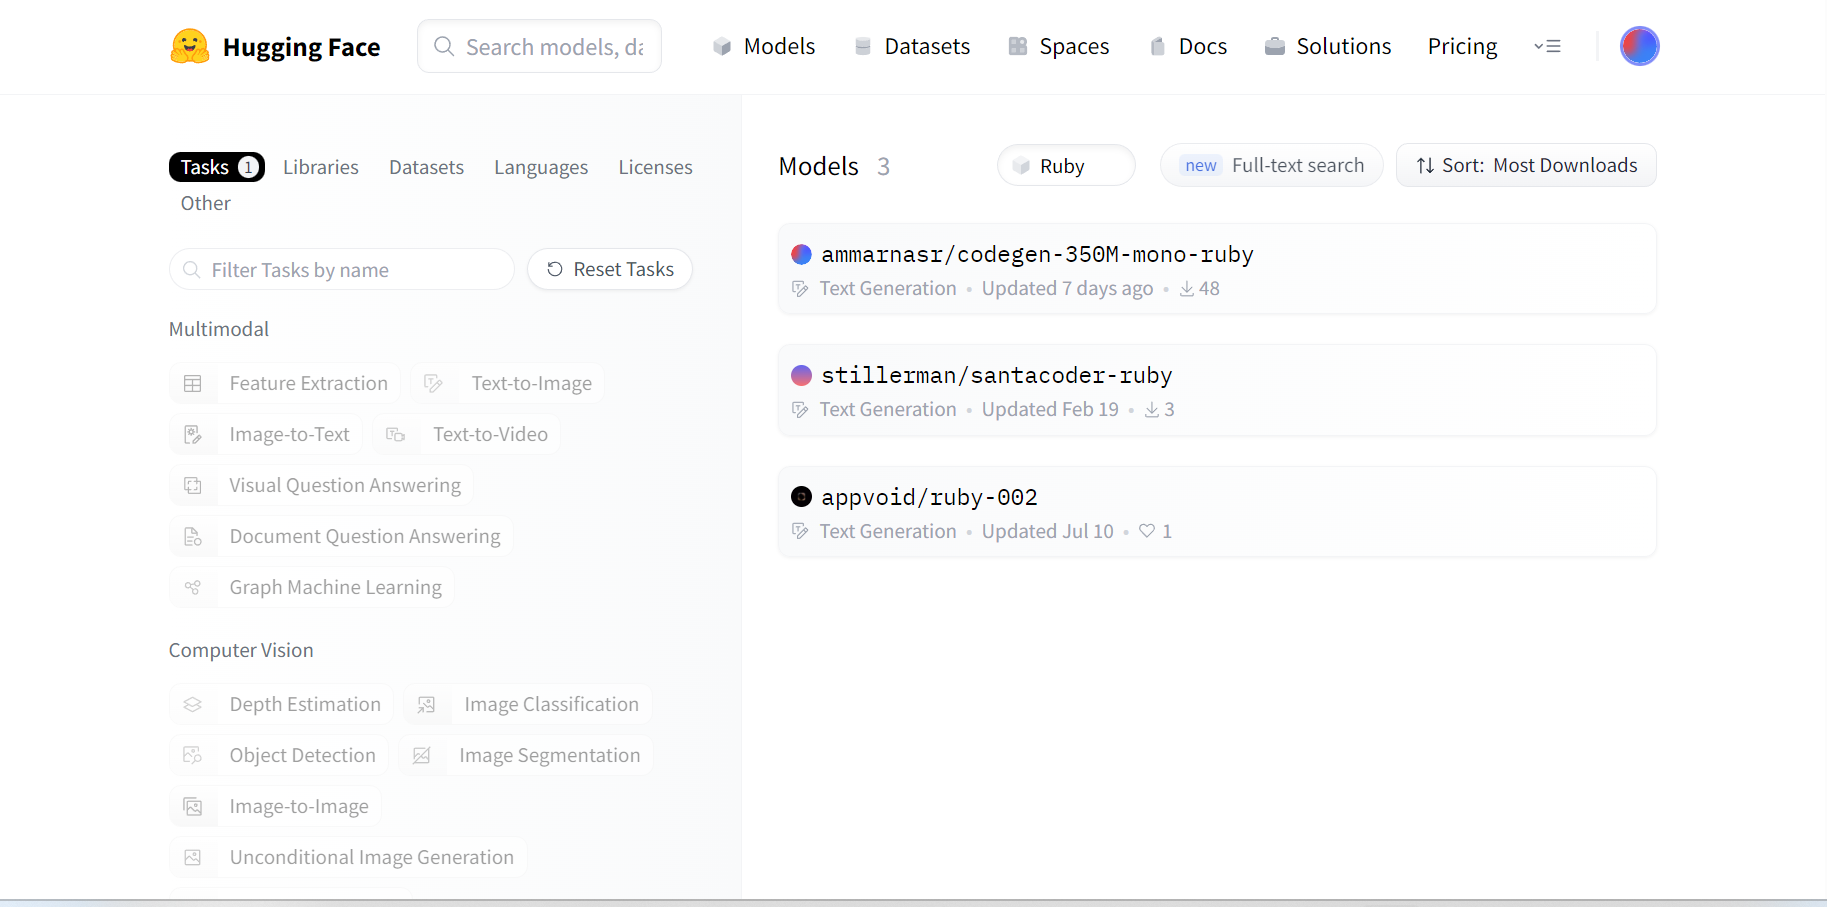 Hugging Face
Search models, da
Models
Datasets
Spaces
Docs
Solutions
Pricing
Tasks 1
Libraries
Datasets
Languages
Licenses
Other
Filter Tasks by name
Reset Tasks
Multimodal
Feature Extraction
Text-to-Image
Image-to-Text
Text-to-Video
Visual Question Answering
Document Question Answering
Graph Machine Learning
Computer Vision
Depth Estimation
Image Classification
Object Detection
Image Segmentation
Image-to-Image
Unconditional Image Generation
Models 3
Ruby
new Full-text search
Sort: Most Downloads
ammarnasr/codegen-350M-mono-ruby
Text Generation • Updated 7 days ago • 48
stillerman/santacoder-ruby
Text Generation • Updated Feb 19 • 3
appvoid/ruby-002
Text Generation • Updated Jul 10 • 1